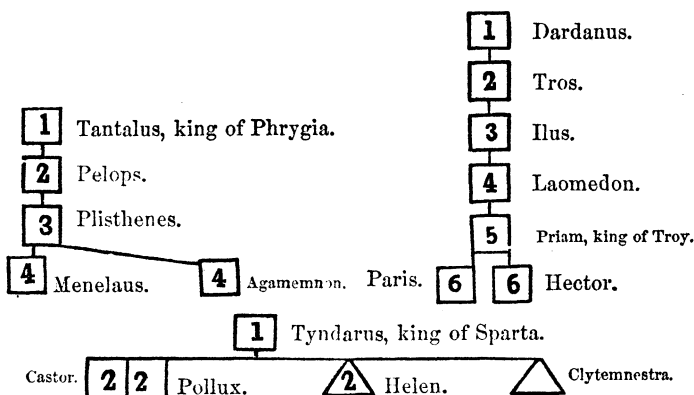 1 Dardanus.
2 Tros.
3 Ilus.
4 Laomedon.
5 Priam, king of Troy.
Paris. 6 6 Hector.
1 Tantalus, king of Phrygia.
2 Pelops.
3 Plisthenes.
4 Menelaus. 4 Agamemnon.
1 Tyndarus, king of Sparta.
Castor. 2 2 Pollux. 2 Helen. Clytemnestra.